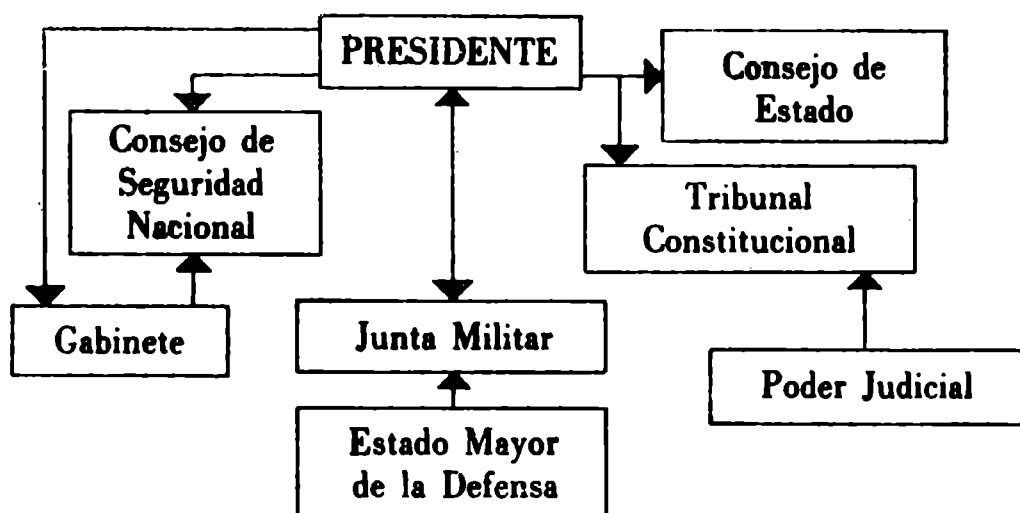 PRESIDENTE
Consejo de
Estado
Consejo de
Seguridad
Nacional
Tribunal
Constitucional
Gabinete
Junta Militar
Poder Judicial
Estado Mayor
de la Defensa